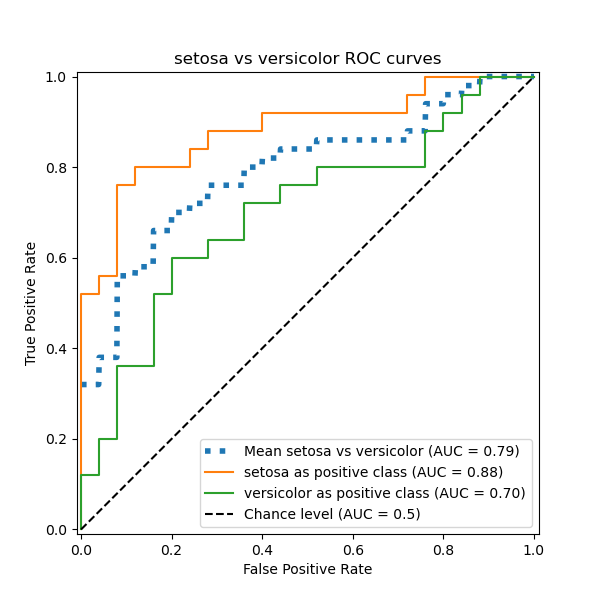 setosa vs versicolor ROC curves
True Positive Rate
1.0
0.8
0.6
0.4
0.2
0.0
Mean setosa vs versicolor (AUC = 0.79)
setosa as positive class (AUC = 0.88)
versicolor as positive class (AUC = 0.70)
Chance level (AUC = 0.5)
0.0 0.2 0.4 0.6 0.8 1.0
False Positive Rate